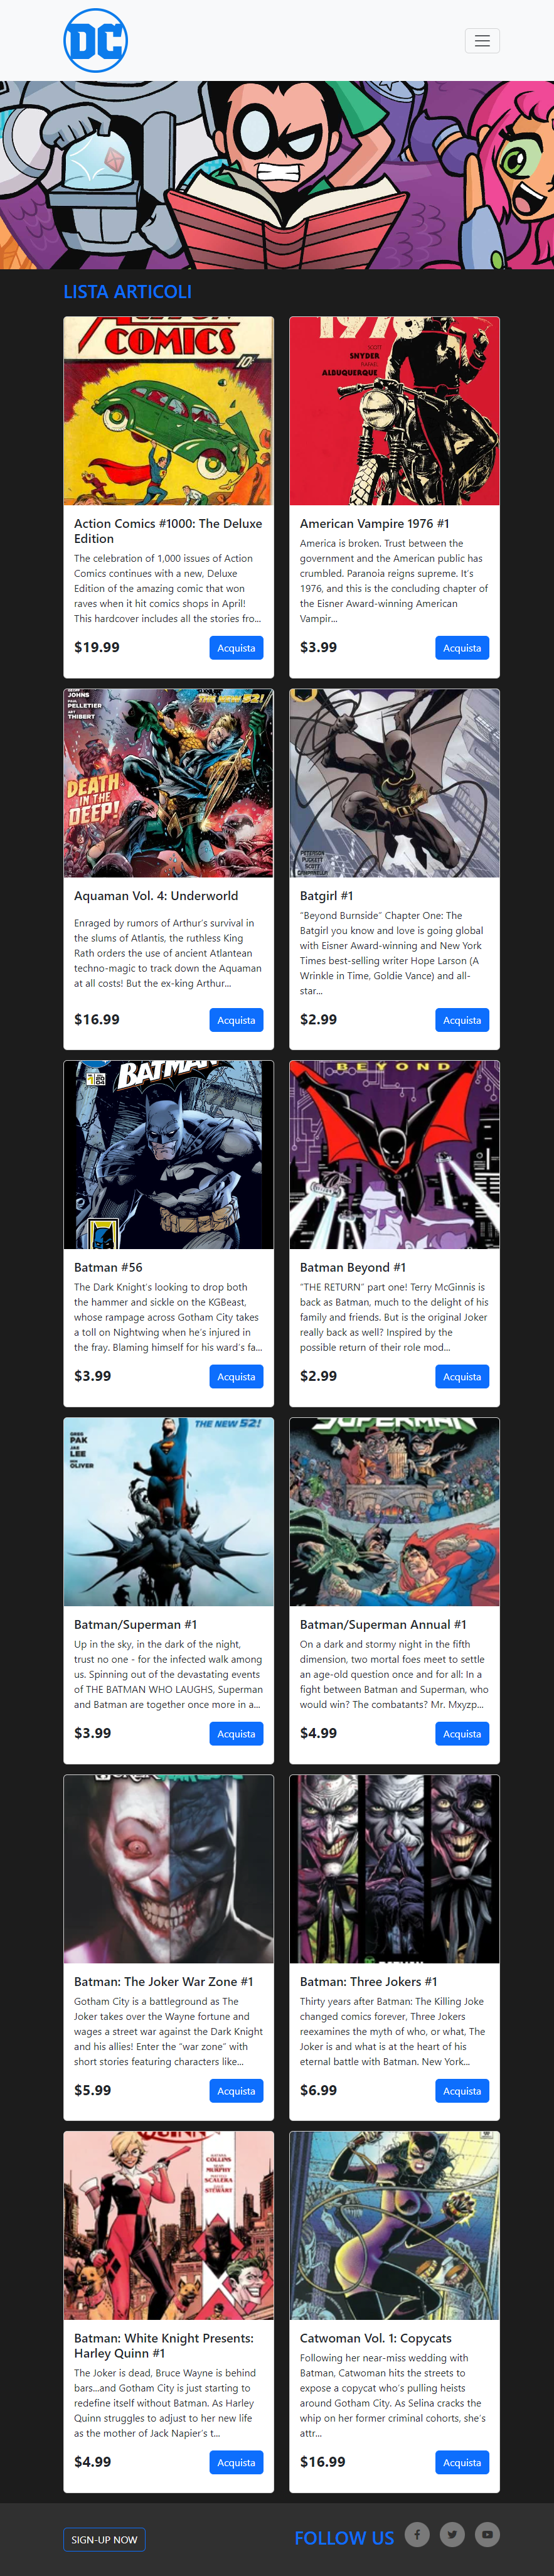 DC
LISTA ARTICOLI
ACTION
COMICS
10¢
Action Comics #1000: The Deluxe
Edition
The celebration of 1,000 issues of Action
Comics continues with a new, Deluxe
Edition of the amazing comic that won
raves when it hit comics shops in April!
This hardcover includes all the stories fro...
$19.99
Acquista
1976
SCOTT
SNYDER
RAFAEL
ALBUQUERQUE
American Vampire 1976 #1
America is broken. Trust between the
government and the American public has
crumbled. Paranoia reigns supreme. It's
1976, and this is the concluding chapter of
the Eisner Award-winning American
Vampir...
$3.99
Acquista
JOHNS
PAUL
PELLETIER
ART
THIBERT
THE NEW 52!
DEATH
IN THE
DEEP!
Aquaman Vol. 4: Underworld
Enraged by rumors of Arthur's survival in
the slums of Atlantis, the ruthless King
Rath orders the use of ancient Atlantean
techno-magic to track down the Aquaman
at all costs! But the ex-king Arthur...
$16.99
Acquista
PETERSON
PUCKETT
SCOTT
CAMPANELLA
Batgirl #1
"Beyond Burnside" Chapter One: The
Batgirl you know and love is going global
with Eisner Award-winning and New York
Times best-selling writer Hope Larson (A
Wrinkle in Time, Goldie Vance) and all-
star...
$2.99
Acquista
BATMAN
Batman #56
The Dark Knight's looking to drop both
the hammer and sickle on the KGBeast,
whose rampage across Gotham City takes
a toll on Nightwing when he's injured in
the fray. Blaming himself for his ward's fa...
$3.99
Acquista
BEYOND
Batman Beyond #1
"THE RETURN" part one! Terry McGinnis is
back as Batman, much to the delight of his
family and friends. But is the original Joker
really back as well? Inspired by the
possible return of their role mod...
$2.99
Acquista
THE NEW 52!
GREG
PAK
JAE
LEE
BEN
OLIVER
Batman/Superman #1
Up in the sky, in the dark of the night,
trust no one - for the infected walk among
us. Spinning out of the devastating events
of THE BATMAN WHO LAUGHS, Superman
and Batman are together once more in a...
$3.99
Acquista
SUPERMAN
Batman/Superman Annual #1
On a dark and stormy night in the fifth
dimension, two mortal foes meet to settle
an age-old question once and for all: In a
fight between Batman and Superman, who
would win? The combatants? Mr. Mxyzp...
$4.99
Acquista
Batman: The Joker War Zone #1
Gotham City is a battleground as The
Joker takes over the Wayne fortune and
wages a street war against the Dark Knight
and his allies! Enter the "war zone" with
short stories featuring characters like...
$5.99
Acquista
Batman: Three Jokers #1
Thirty years after Batman: The Killing Joke
changed comics forever, Three Jokers
reexamines the myth of who, or what, The
Joker is and what is at the heart of his
eternal battle with Batman. New York...
$6.99
Acquista
QUINN
COLLINS
MURPHY
SCALERA
STEWART
Batman: White Knight Presents:
Harley Quinn #1
The Joker is dead, Bruce Wayne is behind
bars...and Gotham City is just starting to
redefine itself without Batman. As Harley
Quinn struggles to adjust to her new life
as the mother of Jack Napier's t...
$4.99
Acquista
Catwoman Vol. 1: Copycats
Following her near-miss wedding with
Batman, Catwoman hits the streets to
expose a copycat who's pulling heists
around Gotham City. As Selina cracks the
whip on her former criminal cohorts, she's
attr...
$16.99
Acquista
SIGN-UP NOW
FOLLOW US